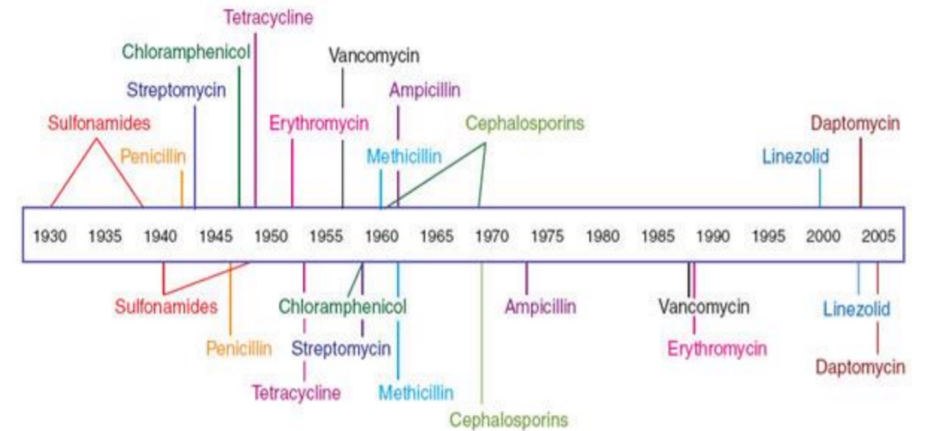 Tetracycline
Chloramphenicol
Vancomycin
Streptomycin
Ampicillin
Sulfonamides
Erythromycin
Cephalosporins
Daptomycin
Penicillin
Methicillin
Linezolid
1930 1935 1940 1945 1950 1955 1960 1965 1970 1975 1980 1985 1990 1995 2000 2005
Sulfonamides
Chloramphenicol
Ampicillin
Vancomycin
Linezolid
Penicillin
Streptomycin
Erythromycin
Daptomycin
Tetracycline
Methicillin
Cephalosporins